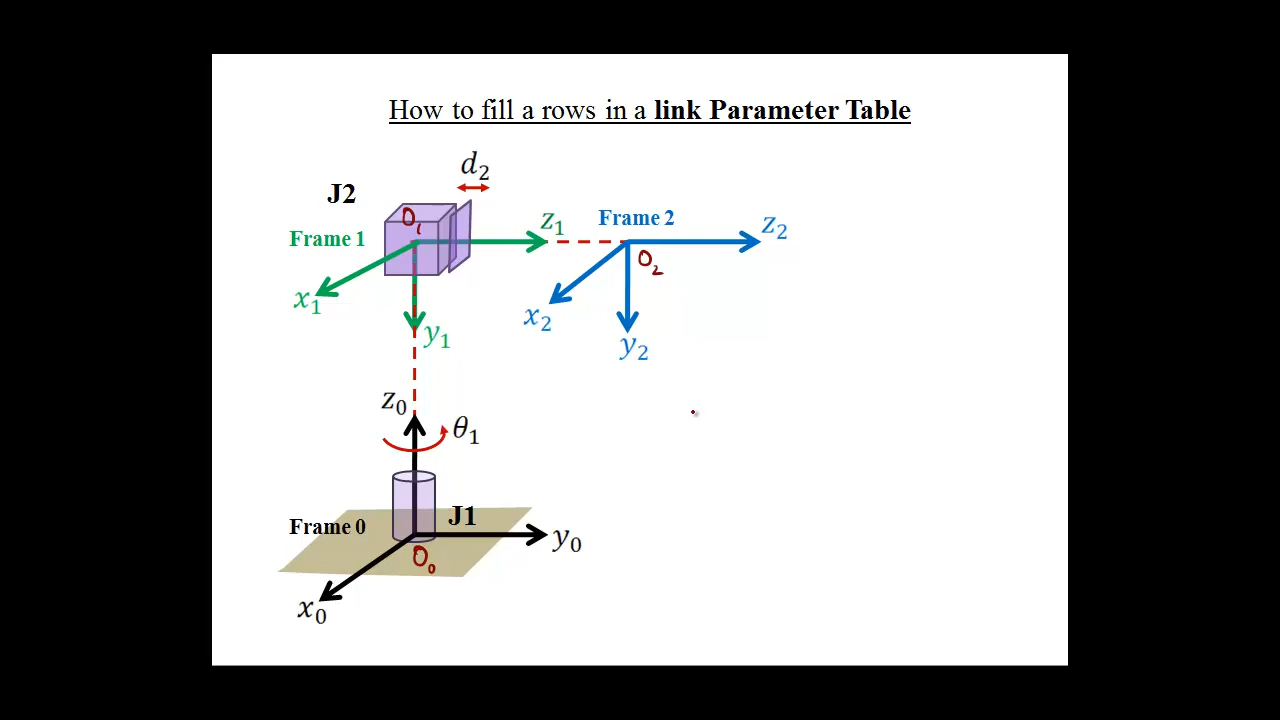 How to fill a rows in a link Parameter Table
d₂
J2
O₁
Frame 1
z₁
Frame 2
z₂
O₂
x₁
y₁
x₂
y₂
z₀
θ₁
Frame 0
J1
y₀
O₀
x₀